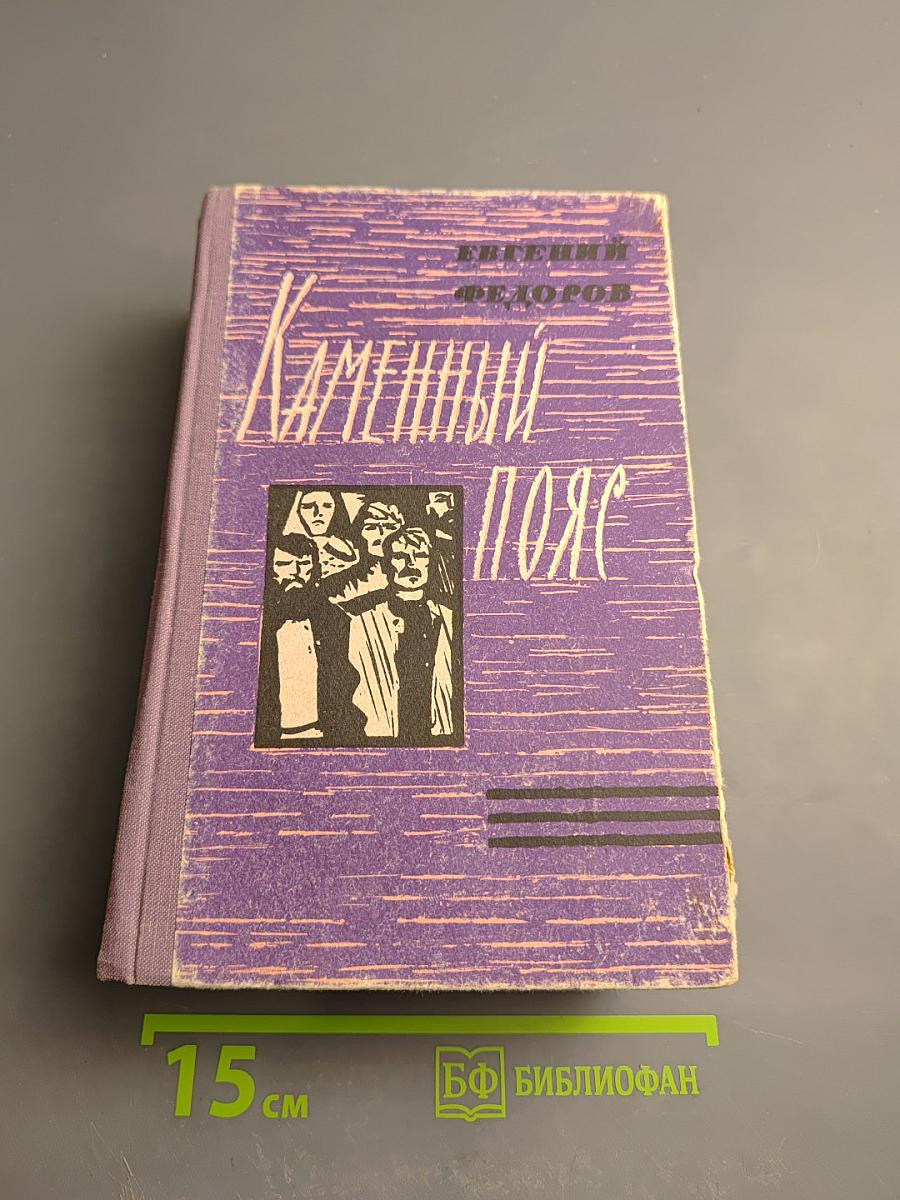 ЕВГЕНИЙ
ФЕДОРОВ
КАМЕННЫЙ
ПОЯС
15 см
БФ БИБЛИОФАН